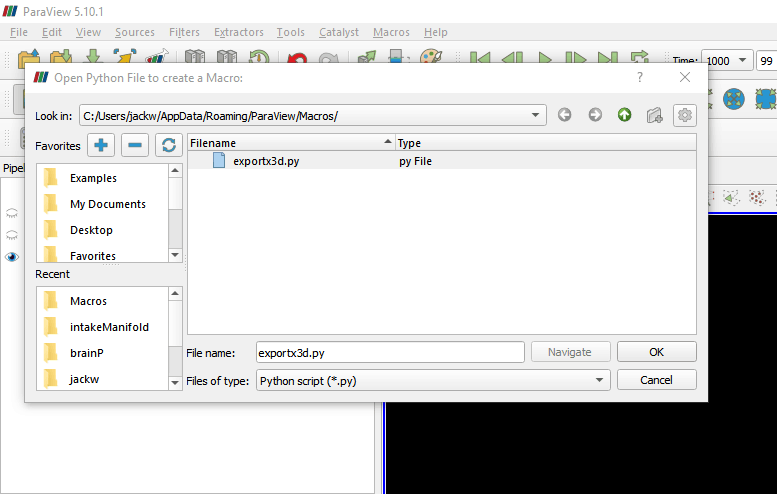 ParaView 5.10.1
File Edit View Sources Filters Extractors Tools Catalyst Macros Help
Time: 1000 99
Open Python File to create a Macro:
? 
Look in: C:/Users/jackw/AppData/Roaming/ParaView/Macros/
Favorites
Filename Type
exportx3d.py py File
Examples
My Documents
Desktop
Favorites
Recent
Macros
intakeManifold
brainP
jackw
File name: exportx3d.py Navigate OK
Files of type: Python script (*.py) Cancel
Pipel